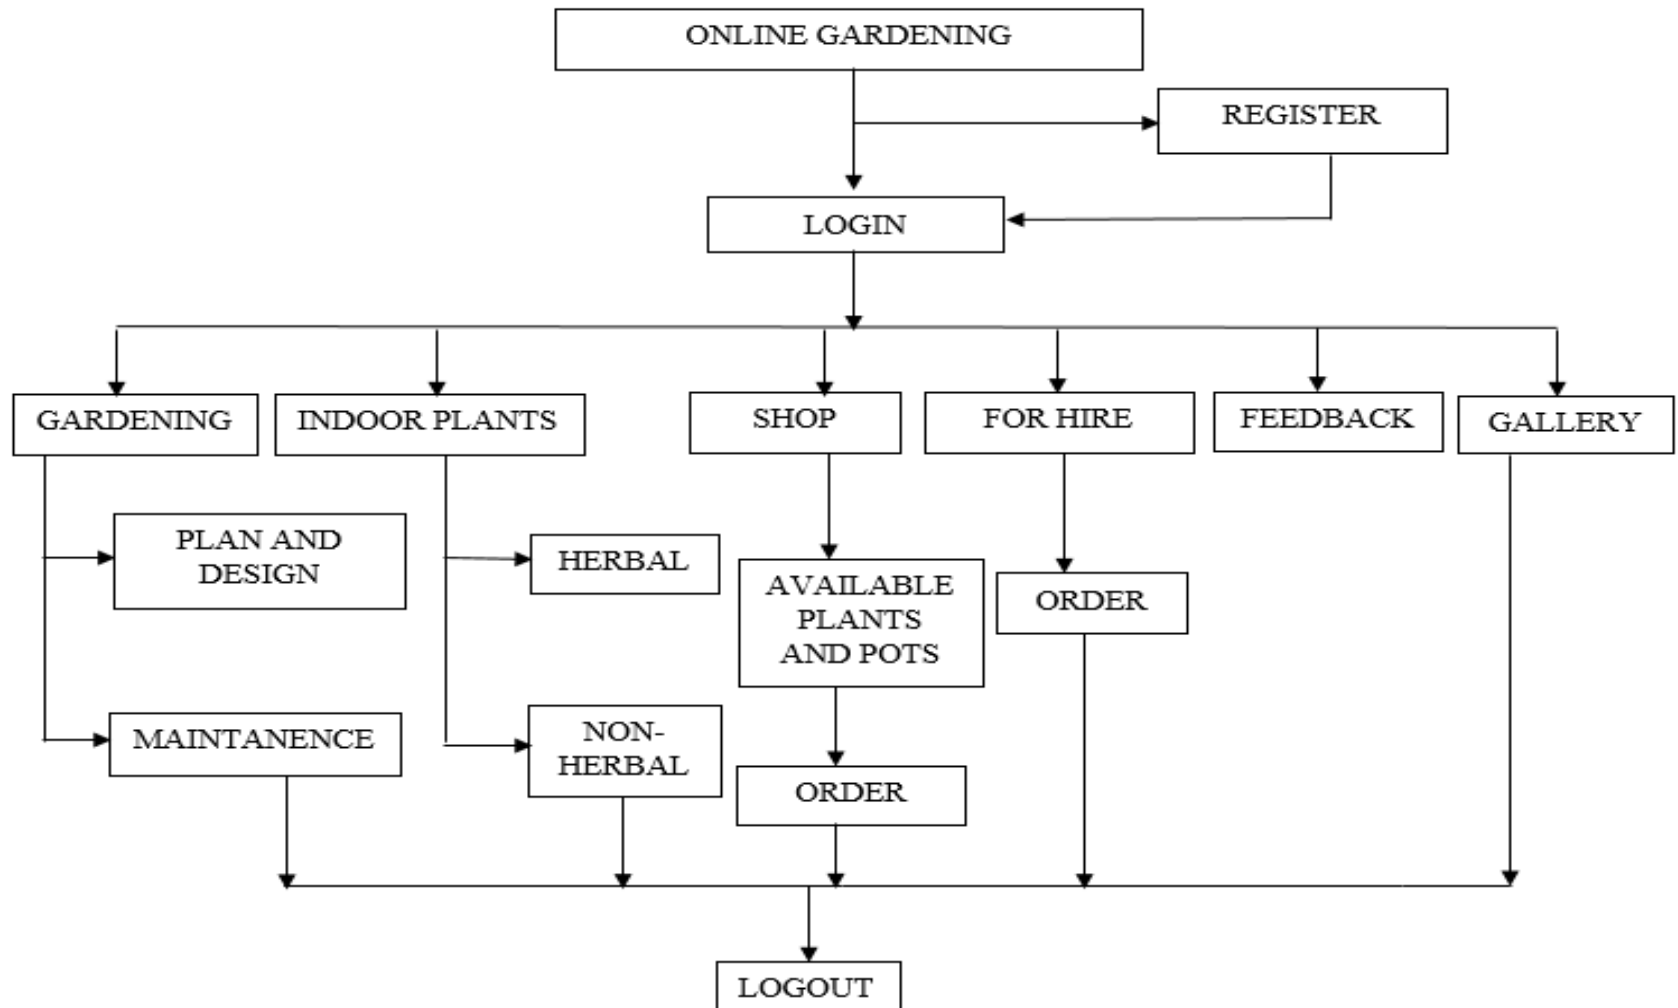 ONLINE GARDENING
REGISTER
LOGIN
GARDENING
INDOOR PLANTS
SHOP
FOR HIRE
FEEDBACK
GALLERY
PLAN AND
DESIGN
HERBAL
AVAILABLE
PLANTS
AND POTS
ORDER
MAINTANENCE
NON-
HERBAL
ORDER
LOGOUT